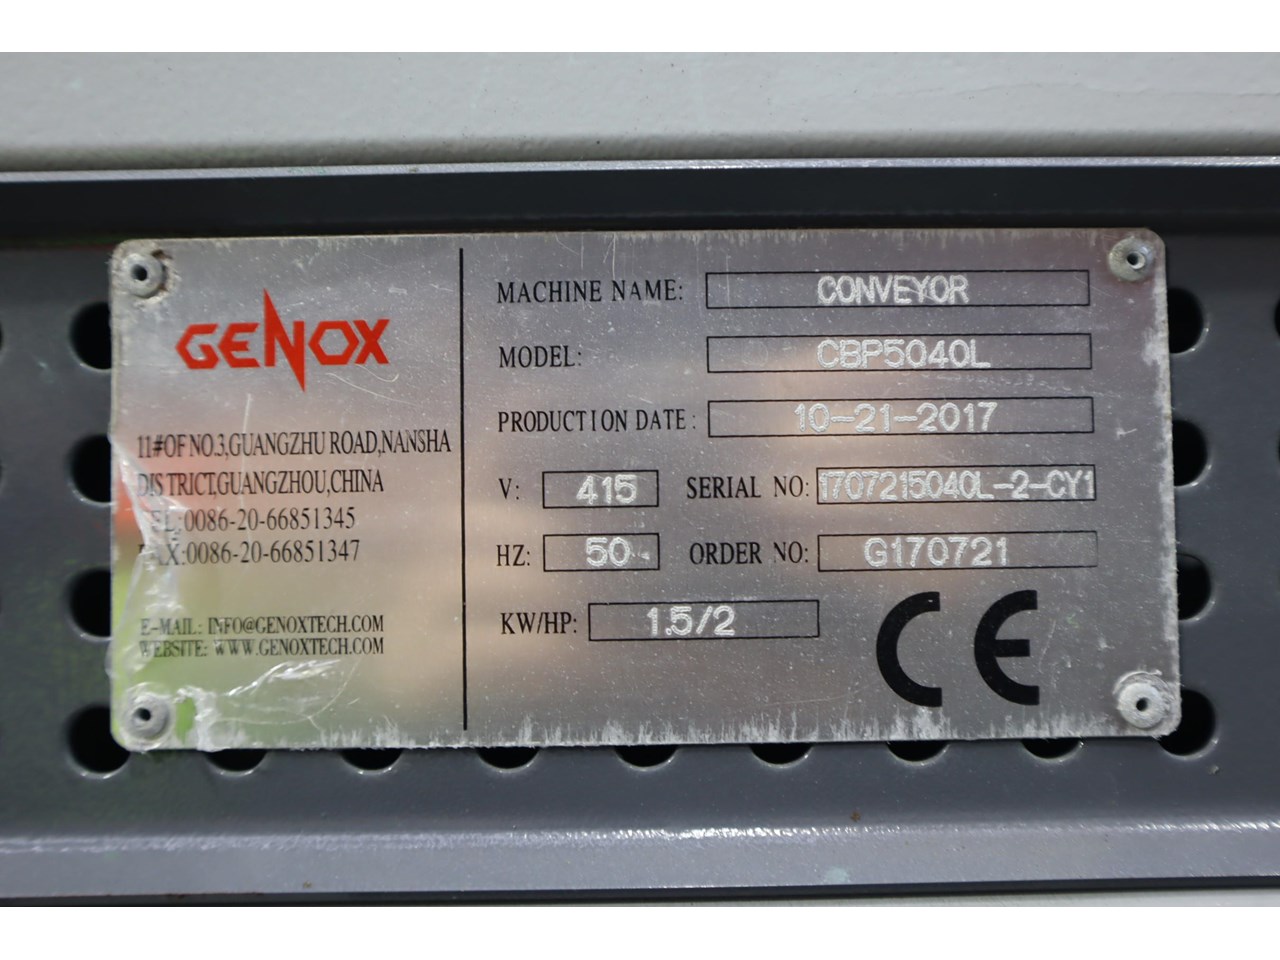 GENOX
11#OF NO.3,GUANGZHU ROAD,NANSHA
DISTRICT,GUANGZHOU,CHINA
TEL:0086-20-66851345
FAX:0086-20-66851347
E-MAIL: INFO@GENOXTECH.COM
WEBSITE: WWW.GENOXTECH.COM
MACHINE NAME: CONVEYOR
MODEL: CBP5040L
PRODUCTION DATE: 10-21-2017
V: 415 SERIAL NO: 1707215040L-2-CY1
HZ: 50 ORDER NO: G170721
KW/HP: 1.5/2
CE